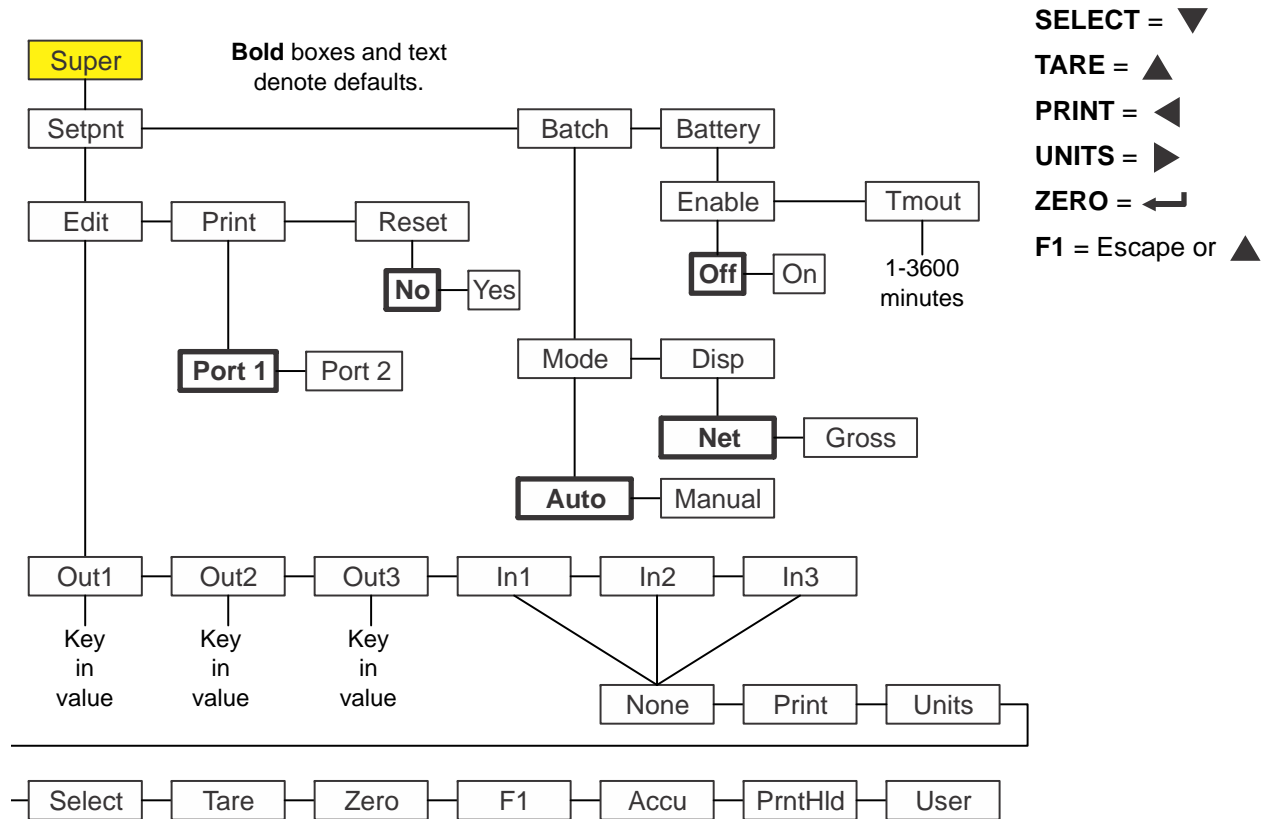 Super
Bold boxes and text
denote defaults.
SELECT =
TARE =
PRINT =
UNITS =
ZERO =
F1 = Escape or
Setpnt
Batch
Battery
Edit
Print
Reset
Enable
Tmout
No
Yes
Off
On
1-3600
minutes
Port 1
Port 2
Mode
Disp
Net
Gross
Auto
Manual
Out1
Out2
Out3
In1
In2
In3
Key
in
value
Key
in
value
Key
in
value
None
Print
Units
Select
Tare
Zero
F1
Accu
PrntHld
User